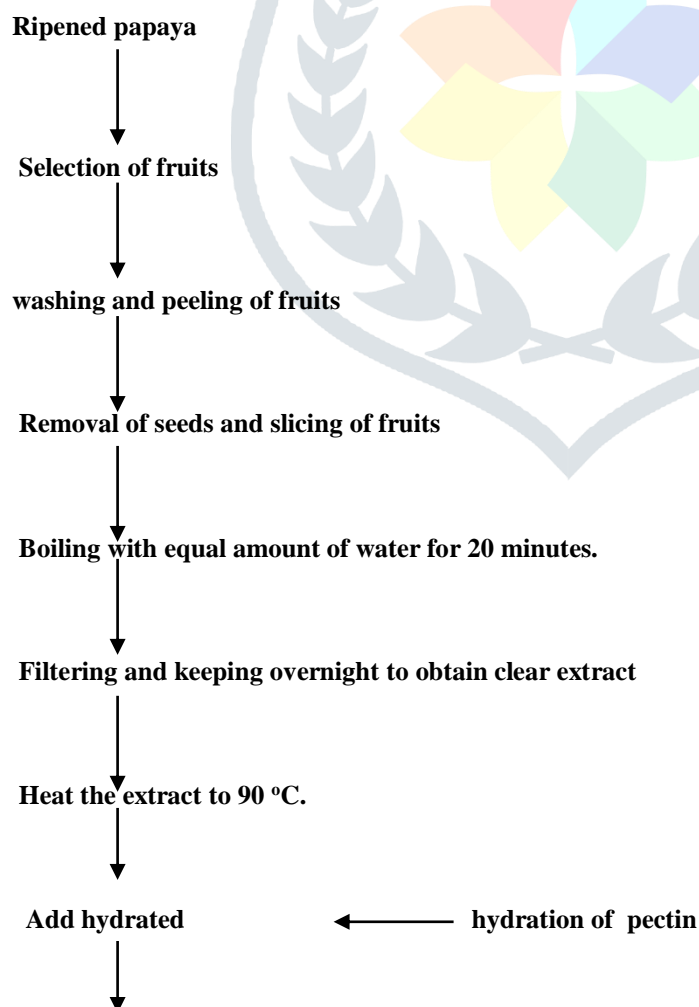 Ripened papaya
Selection of fruits
washing and peeling of fruits
Removal of seeds and slicing of fruits
Boiling with equal amount of water for 20 minutes.
Filtering and keeping overnight to obtain clear extract
Heat the extract to 90 °C.
Add hydrated hydration of pectin